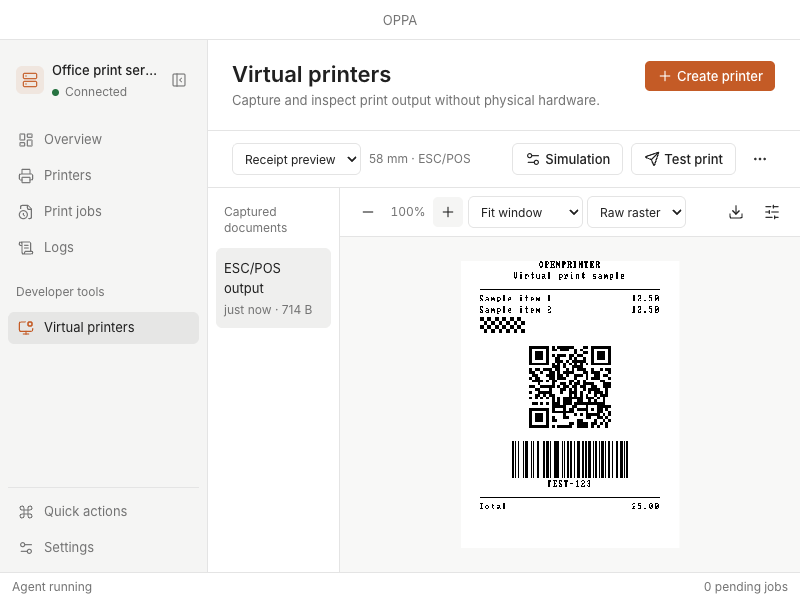 OPPA
Office print ser...
Connected
Overview
Printers
Print jobs
Logs
Developer tools
Virtual printers
Quick actions
Settings
Virtual printers
Capture and inspect print output without physical hardware.
+ Create printer
Receipt preview
58 mm · ESC/POS
Simulation
Test print
Captured
documents
ESC/POS
output
just now · 714 B
100%
Fit window
Raw raster
OPENPRINTER
Virtual print sample
Sample item 1 12.50
Sample item 2 12.50
TEST-123
Total 25.00
Agent running
0 pending jobs